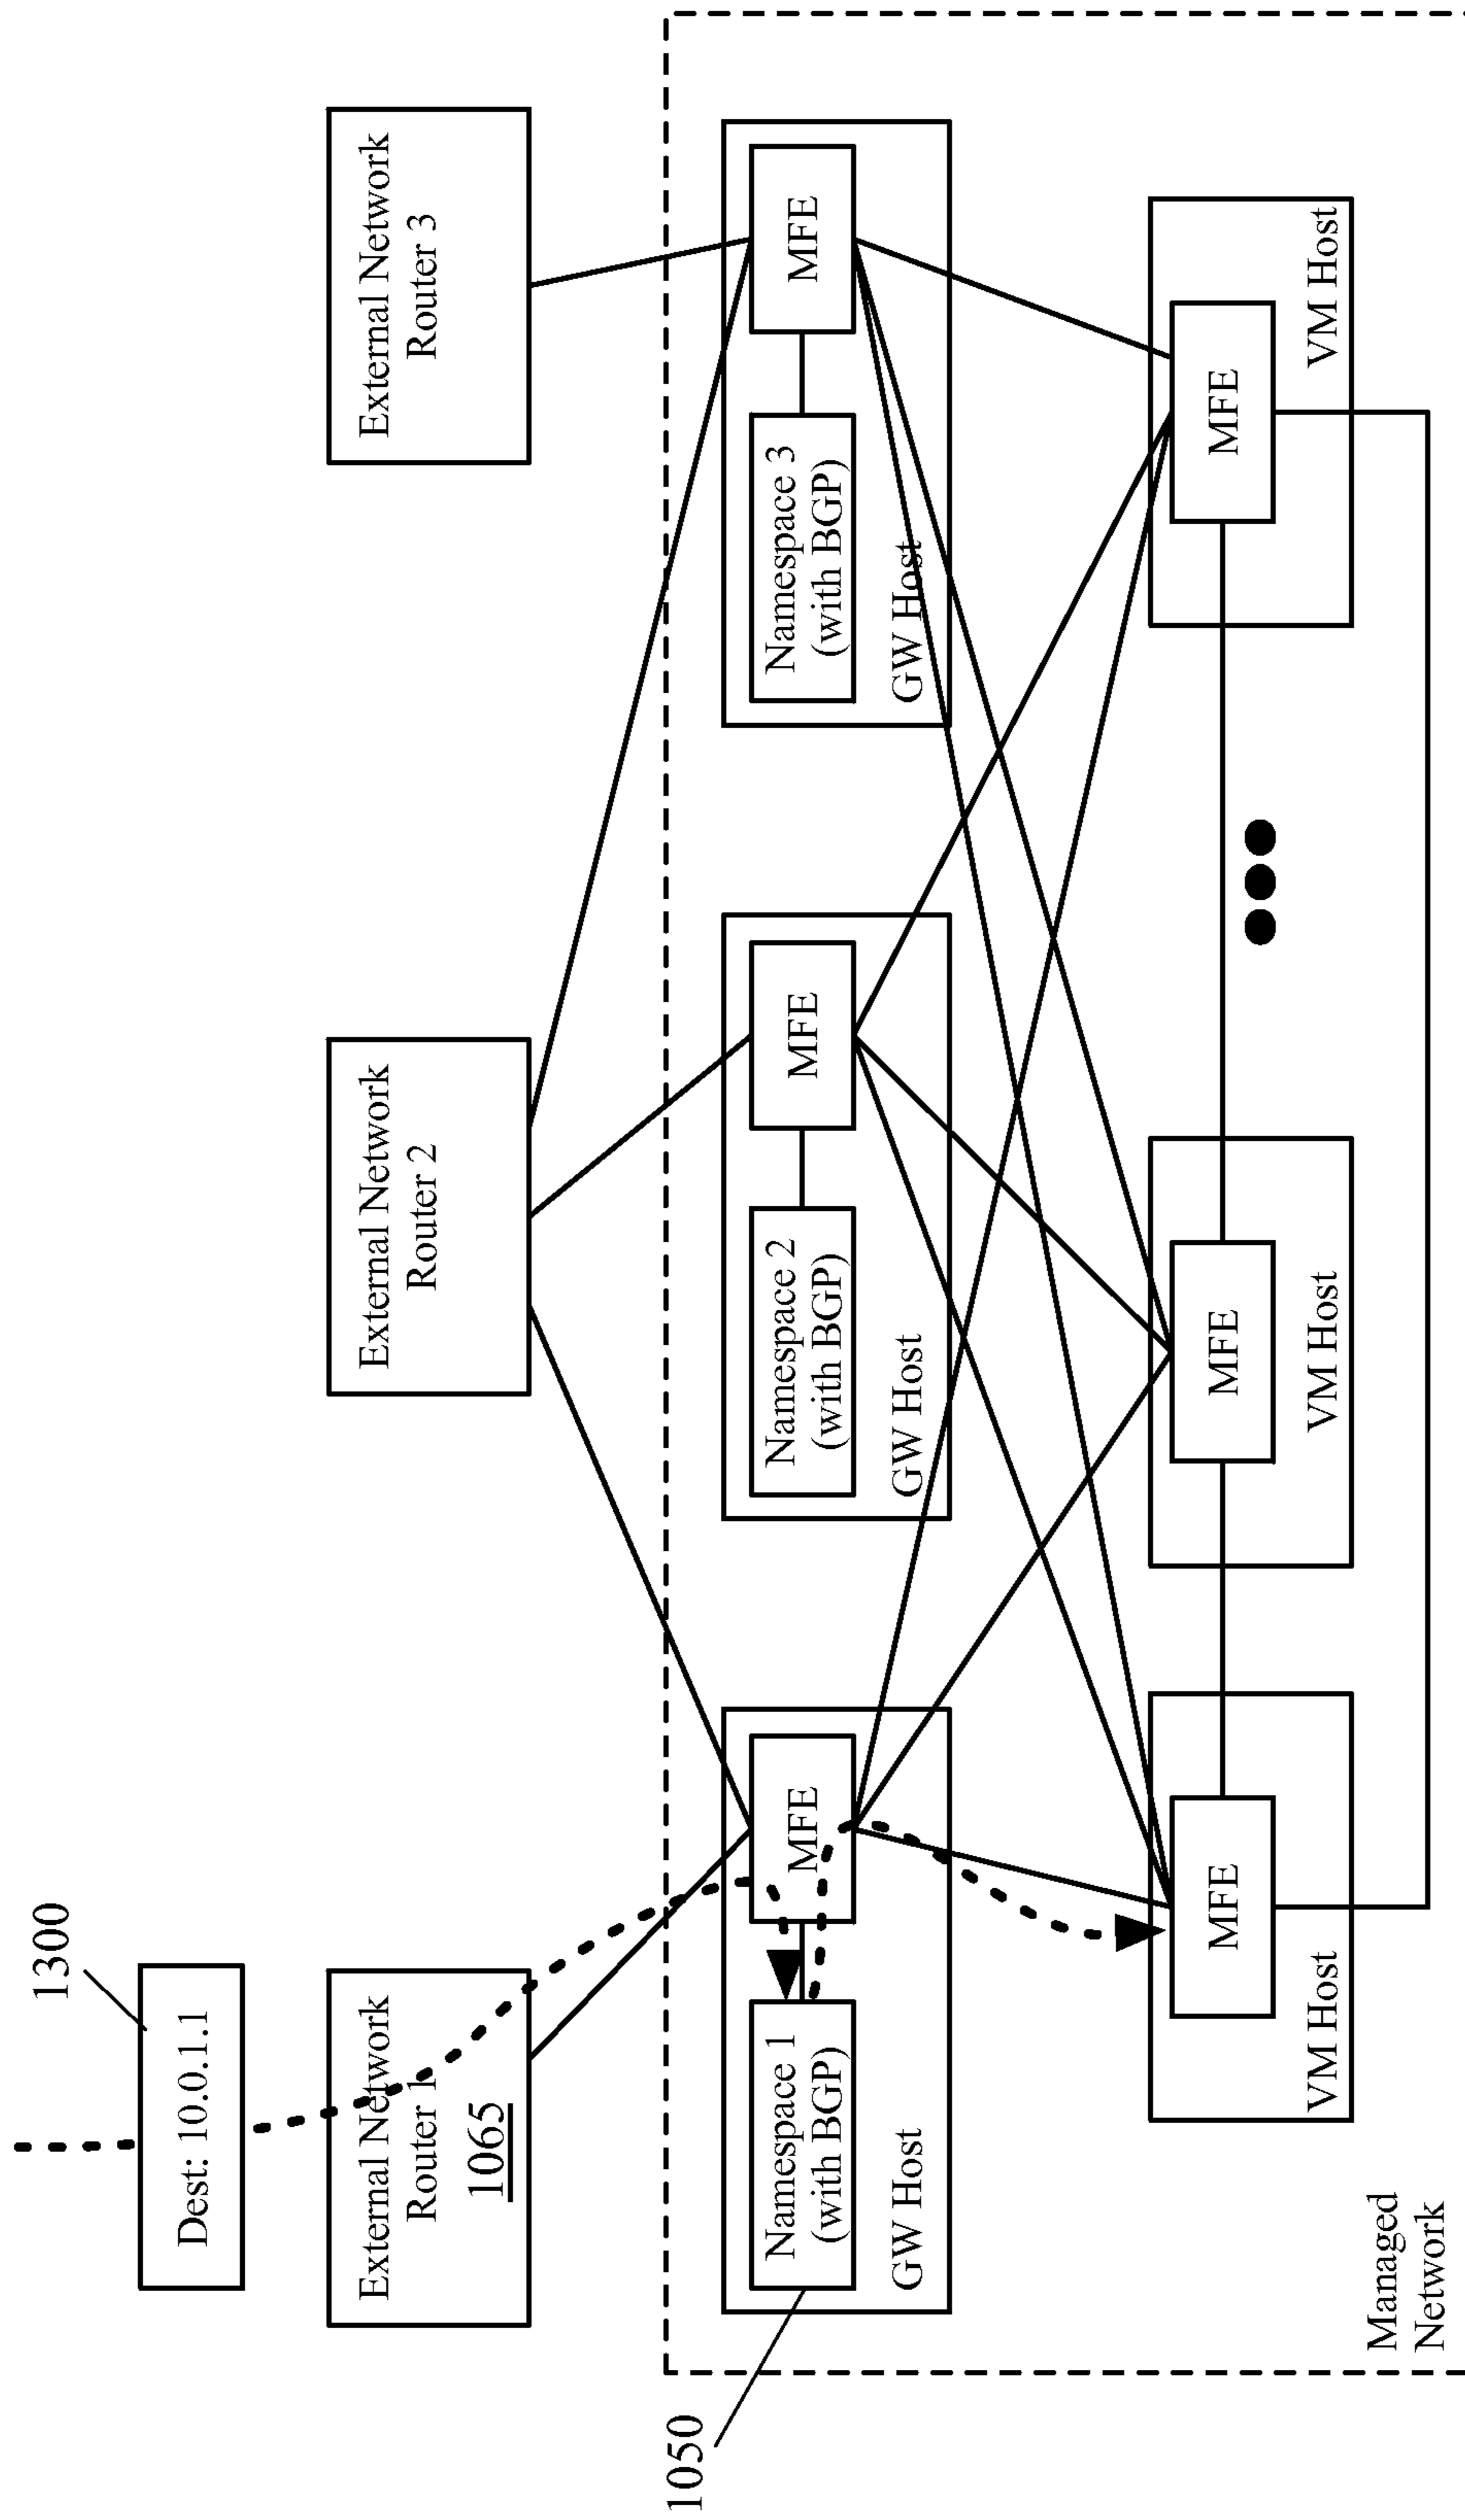 1300
Dest: 10.0.1.1
External Network
Router 1
1065
External Network
Router 2
External Network
Router 3
1050
Namespace 1
(with BGP)
MFE
GW Host
Namespace 2
(with BGP)
MFE
GW Host
Namespace 3
(with BGP)
MFE
GW Host
MFE
VM Host
MFE
VM Host
MFE
VM Host
Managed
Network